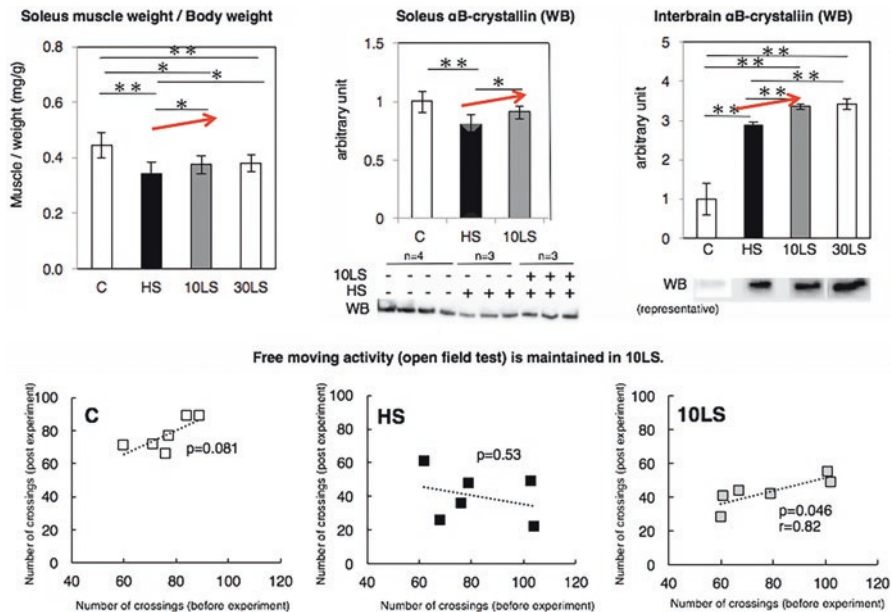 Soleus muscle weight / Body weight
Muscle / weight (mg/g)
0.8
0.6
0.4
0.2
0.0
** 
*
**
**
*
C HS 10LS 30LS
Soleus αB-crystallin (WB)
arbitrary unit
1.5
1
0.5
0
**
*
C HS 10LS
n=4 n=3 n=3
10LS + + +
HS + + + + + +
WB
Interbrain αB-crystallin (WB)
arbitrary unit
5
4
3
2
1
0
**
**
**
**
**
C HS 10LS 30LS
WB
(representative)
Free moving activity (open field test) is maintained in 10LS.
Number of crossings (post experiment)
100
80
60
40
20
0
C
p=0.081
40 60 80 100 120
Number of crossings (before experiment)
Number of crossings (post experiment)
100
80
60
40
20
0
HS
p=0.53
40 60 80 100 120
Number of crossings (before experiment)
Number of crossings (post experiment)
100
80
60
40
20
0
10LS
p=0.046
r=0.82
40 60 80 100 120
Number of crossings (before experiment)